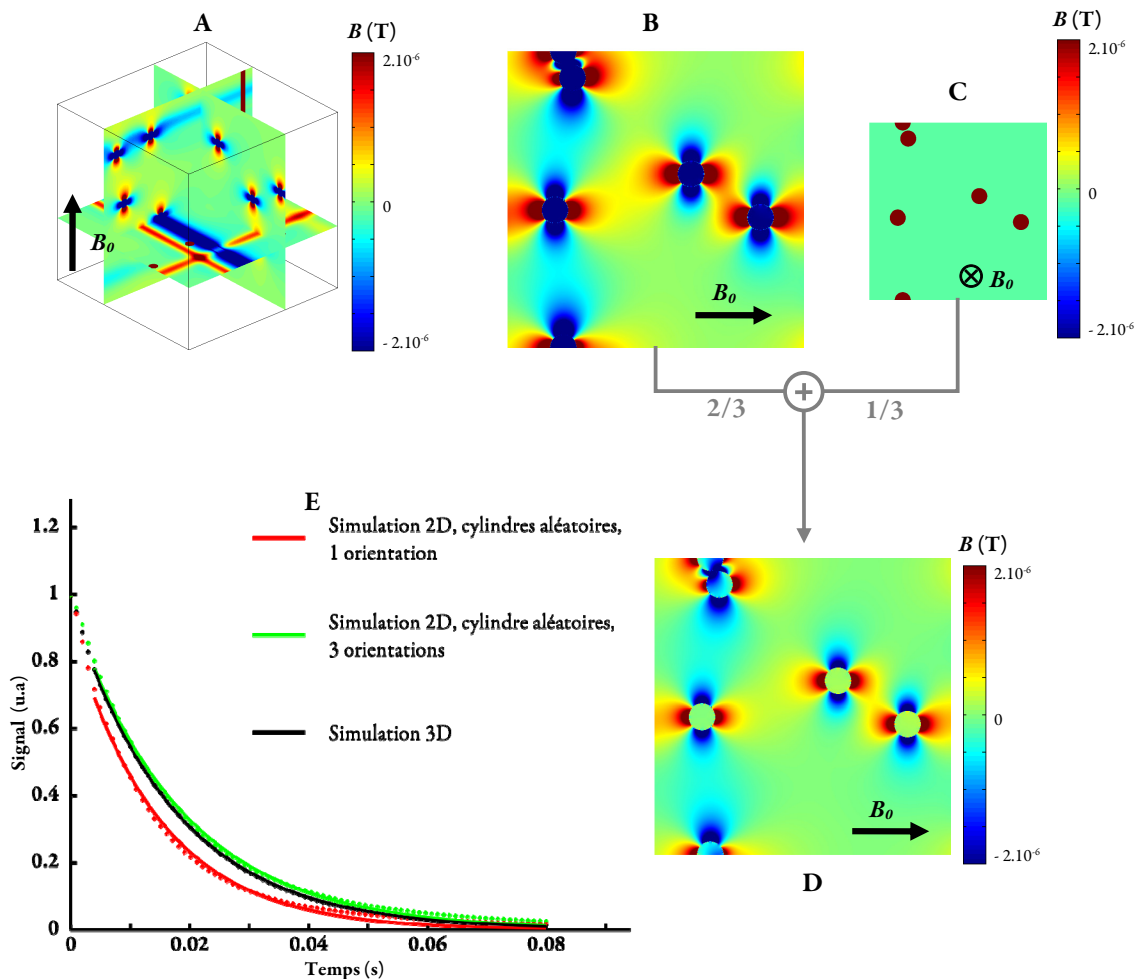 A
B (T)
2.10⁻⁶
0
- 2.10⁻⁶
B₀
B
B₀
C
B₀
B (T)
2.10⁻⁶
0
- 2.10⁻⁶
2/3
+
1/3
E
Simulation 2D, cylindres aléatoires,
1 orientation
Simulation 2D, cylindre aléatoires,
3 orientations
Simulation 3D
Signal (u.a)
1.2
1
0.8
0.6
0.4
0.2
0
0
0.02
0.04
0.06
0.08
Temps (s)
B (T)
2.10⁻⁶
0
- 2.10⁻⁶
B₀
D